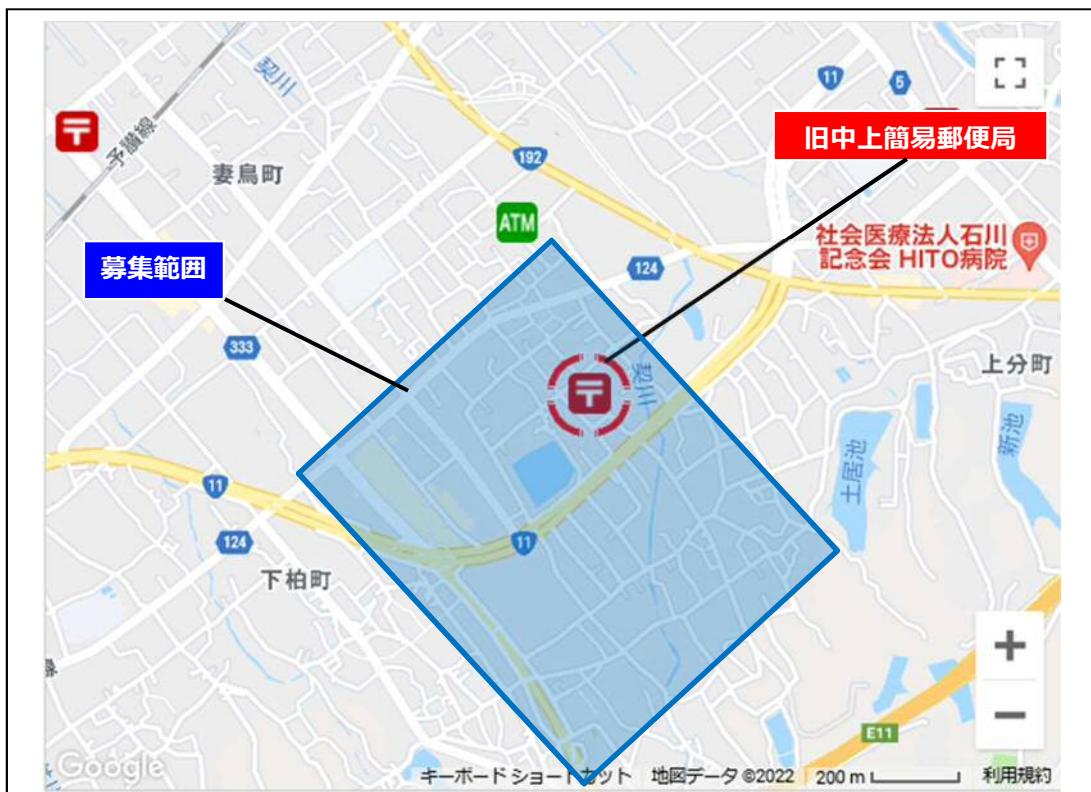 契川
11
5
予讃線
192
旧中上簡易郵便局
妻鳥町
ATM
社会医療法人石川
記念会 HITO病院
募集範囲
124
333
契川
上分町
土居池
新池
11
124
11
下柏町
E11
Google
キーボード ショートカット
地図データ ©2022
200 m
利用規約